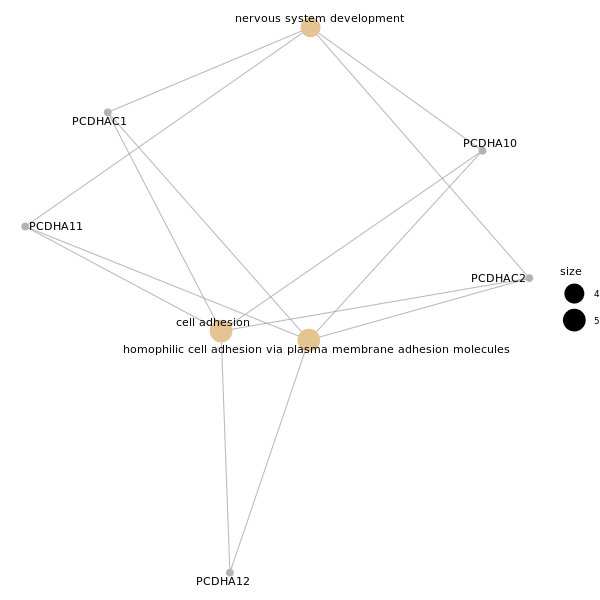 nervous system development
PCDHAC1
PCDHA10
PCDHA11
PCDHAC2
size
4
5
cell adhesion
homophilic cell adhesion via plasma membrane adhesion molecules
PCDHA12